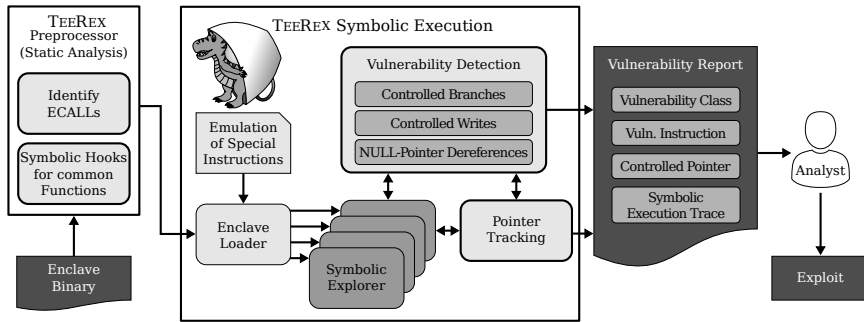 TEEREX
Preprocessor
(Static Analysis)
Identify
ECALLs
Symbolic Hooks
for common
Functions
Enclave
Binary
TEEREX Symbolic Execution
Emulation
of Special
Instructions
Enclave
Loader
Symbolic
Explorer
Vulnerability Detection
Controlled Branches
Controlled Writes
NULL-Pointer Dereferences
Pointer
Tracking
Vulnerability Report
Vulnerability Class
Vuln. Instruction
Controlled Pointer
Symbolic
Execution Trace
Analyst
Exploit